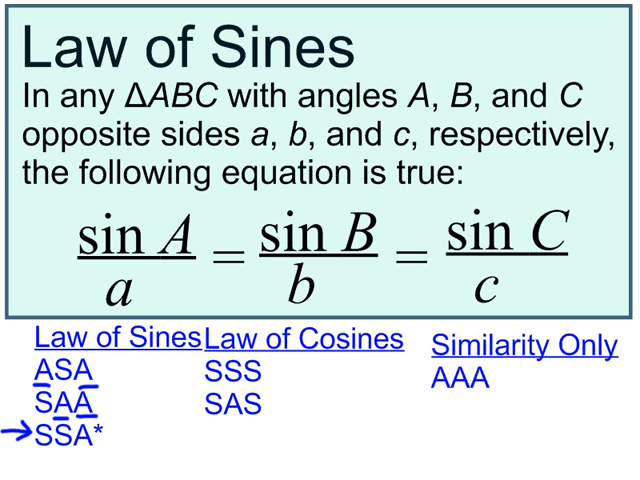 Law of Sines
In any ΔABC with angles A, B, and C
opposite sides a, b, and c, respectively,
the following equation is true:
sin A / a = sin B / b = sin C / c
Law of Sines
ASA
SAA
SSA*
Law of Cosines
SSS
SAS
Similarity Only
AAA